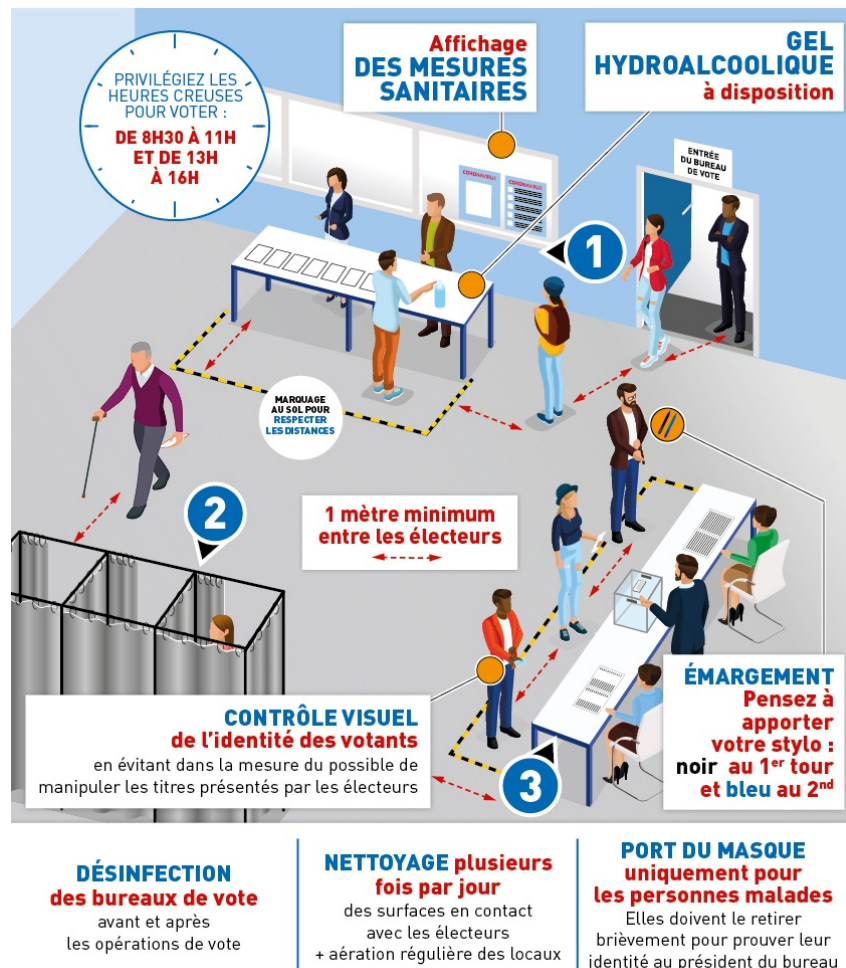 PRIVILÉGIEZ LES
HEURES CREUSES
POUR VOTER :
DE 8H30 À 11H
ET DE 13H
À 16H
Affichage
DES MESURES
SANITAIRES
GEL
HYDROALCOOLIQUE
à disposition
ENTRÉE
DU BUREAU
DE VOTE
CORONAVIRUS
CORONAVIRUS
1
MARQUAGE
AU SOL POUR
RESPECTER
LES DISTANCES
2
1 mètre minimum
entre les électeurs
CONTRÔLE VISUEL
de l'identité des votants
en évitant dans la mesure du possible de
manipuler les titres présentés par les électeurs
3
ÉMARGEMENT
Pensez à
apporter
votre stylo :
noir au 1er tour
et bleu au 2nd
DÉSINFECTION
des bureaux de vote
avant et après
les opérations de vote
NETTOYAGE plusieurs
fois par jour
des surfaces en contact
avec les électeurs
+ aération régulière des locaux
PORT DU MASQUE
uniquement pour
les personnes malades
Elles doivent le retirer
brièvement pour prouver leur
identité au président du bureau